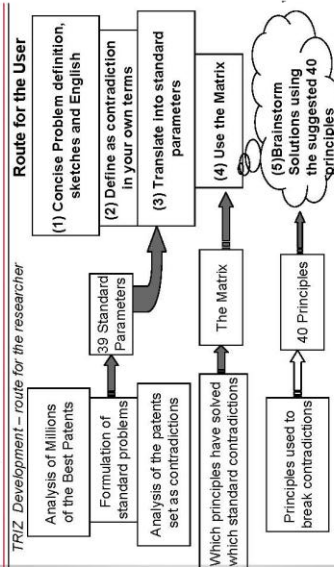 TRIZ Development – route for the researcher
Route for the User
Analysis of Millions
of the Best Patents
Formulation of
standard problems
Analysis of the patents
set as contradictions
39 Standard
Parameters
(1) Concise Problem definition,
sketches and English
(2) Define as contradiction
in your own terms
(3) Translate into standard
parameters
Which principles have solved
which standard contradictions
The Matrix
(4) Use the Matrix
Principles used to
break contradictions
40 Principles
(5)Brainstorm
Solutions using
the suggested 40
principles